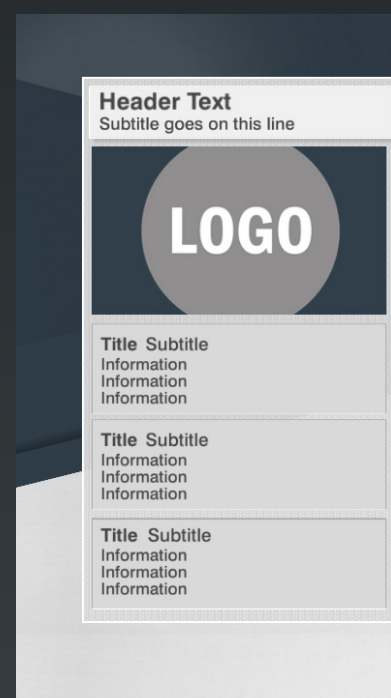 Header Text
Subtitle goes on this line
LOGO
Title Subtitle
Information
Information
Information
Title Subtitle
Information
Information
Information
Title Subtitle
Information
Information
Information